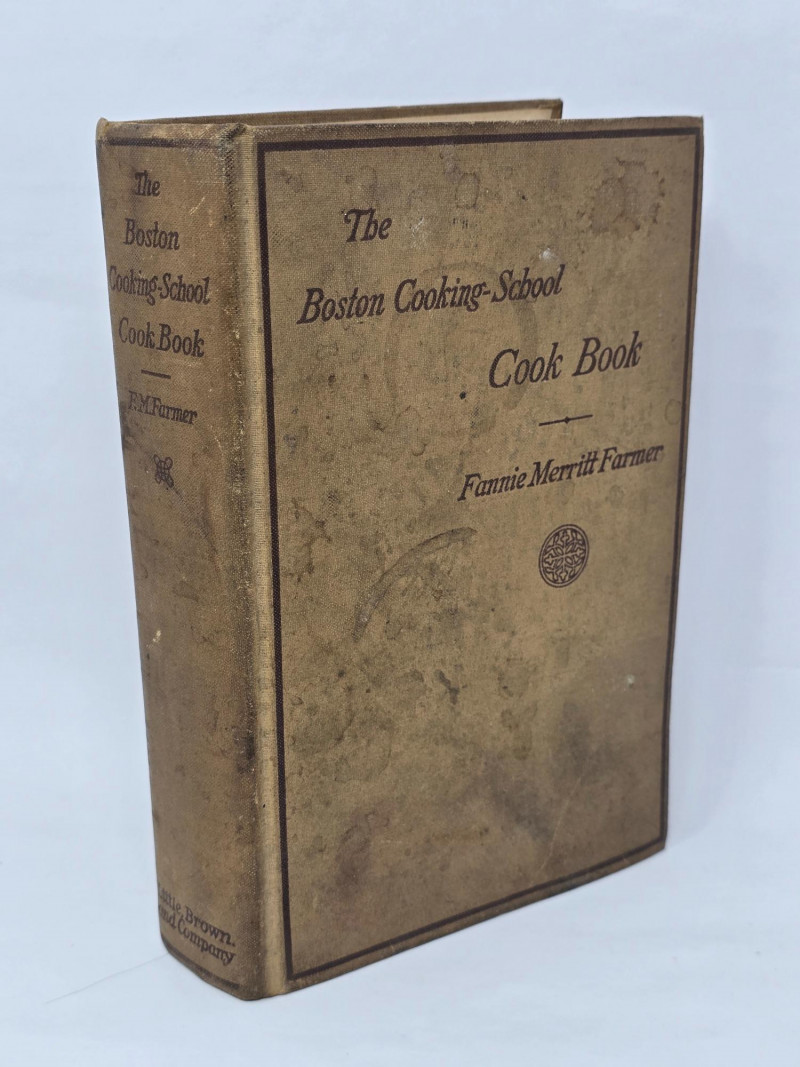 The
Boston
Cooking-School
Cook Book
F. M. Farmer
Little, Brown,
and Company
The
Boston Cooking-School
Cook Book
Fannie Merritt Farmer